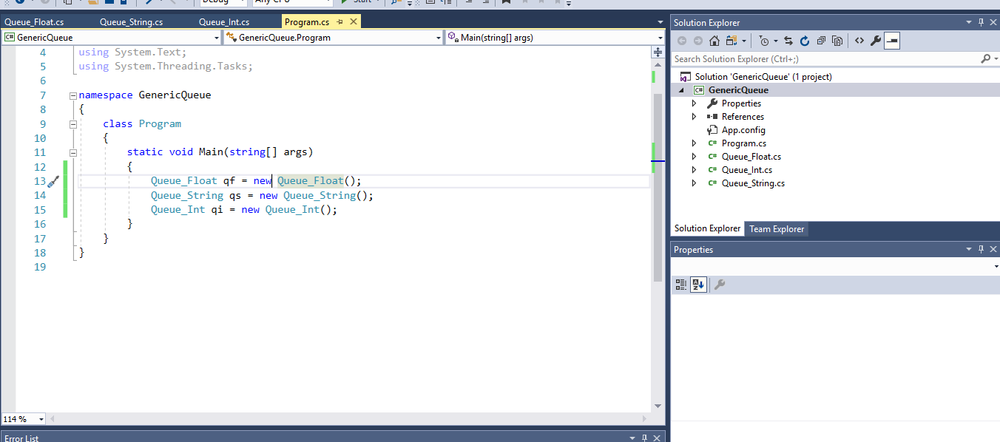 Debug
Any CPU
Start
Queue_Float.cs Queue_String.cs Queue_Int.cs Program.cs
GenericQueue GenericQueue.Program Main(string[] args)
4 using System.Text;
5 using System.Threading.Tasks;
6
7 namespace GenericQueue
8 {
9 class Program
10 {
11 static void Main(string[] args)
12 {
13 Queue_Float qf = new Queue_Float();
14 Queue_String qs = new Queue_String();
15 Queue_Int qi = new Queue_Int();
16 }
17 }
18 }
19
114 %
Error List
Solution Explorer
Search Solution Explorer (Ctrl+;)
Solution 'GenericQueue' (1 project)
C# GenericQueue
Properties
References
App.config
C# Program.cs
C# Queue_Float.cs
C# Queue_Int.cs
C# Queue_String.cs
Solution Explorer Team Explorer
Properties